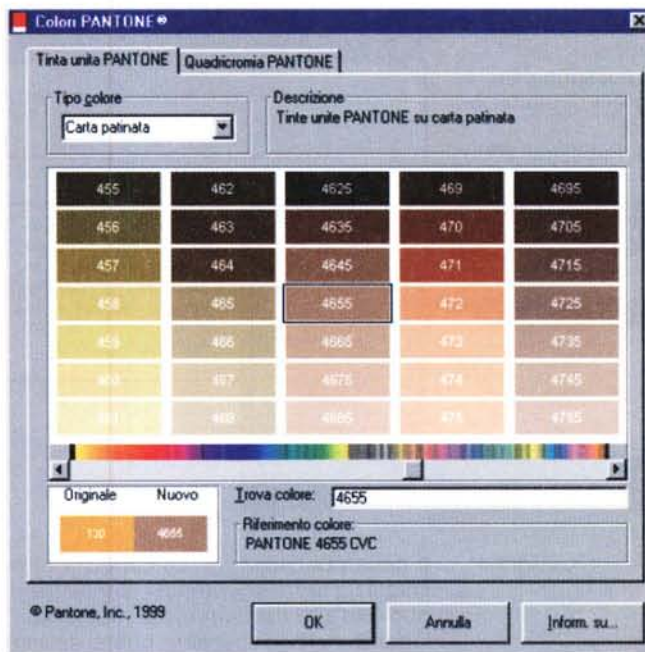 Colori PANTONE®
Tinta unita PANTONE Quadricromia PANTONE
Tipo colore Descrizione
Carta patinata Tinte unite PANTONE su carta patinata
455 462 4625 469 4695
456 463 4635 470 4705
457 464 4645 471 4715
458 465 4655 472 4725
459 466 4665 473 4735
460 467 4675 474 4745
461 468 4685 475 4755
Originale Nuovo Trova colore: 4655
130 4655 Riferimento colore:
PANTONE 4655 CVC
© Pantone, Inc., 1999 OK Annulla Inform. su...